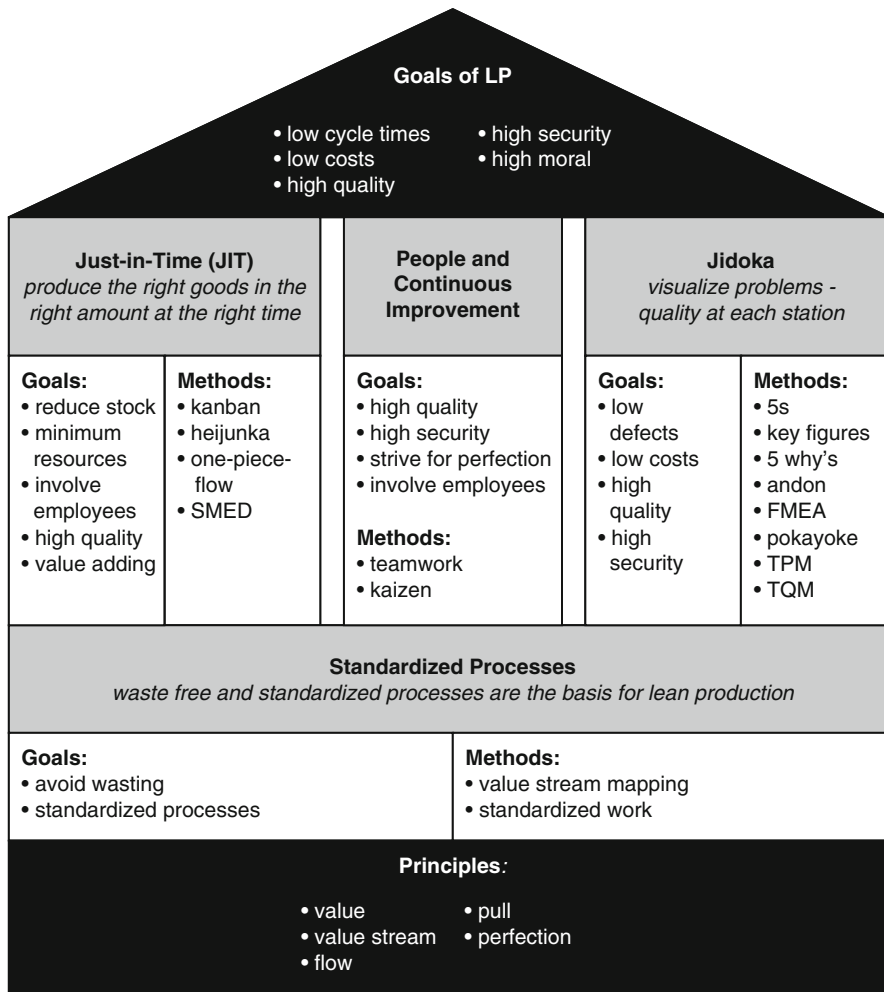 Goals of LP
• low cycle times
• low costs
• high quality
• high security
• high moral
Just-in-Time (JIT)
produce the right goods in the
right amount at the right time
Goals:
• reduce stock
• minimum
resources
• involve
employees
• high quality
• value adding
Methods:
• kanban
• heijunka
• one-piece-
flow
• SMED
People and
Continuous
Improvement
Goals:
• high quality
• high security
• strive for perfection
• involve employees
Methods:
• teamwork
• kaizen
Jidoka
visualize problems -
quality at each station
Goals:
• low
defects
• low costs
• high
quality
• high
security
Methods:
• 5s
• key figures
• 5 why's
• andon
• FMEA
• pokayoke
• TPM
• TQM
Standardized Processes
waste free and standardized processes are the basis for lean production
Goals:
• avoid wasting
• standardized processes
Methods:
• value stream mapping
• standardized work
Principles:
• value
• value stream
• flow
• pull
• perfection